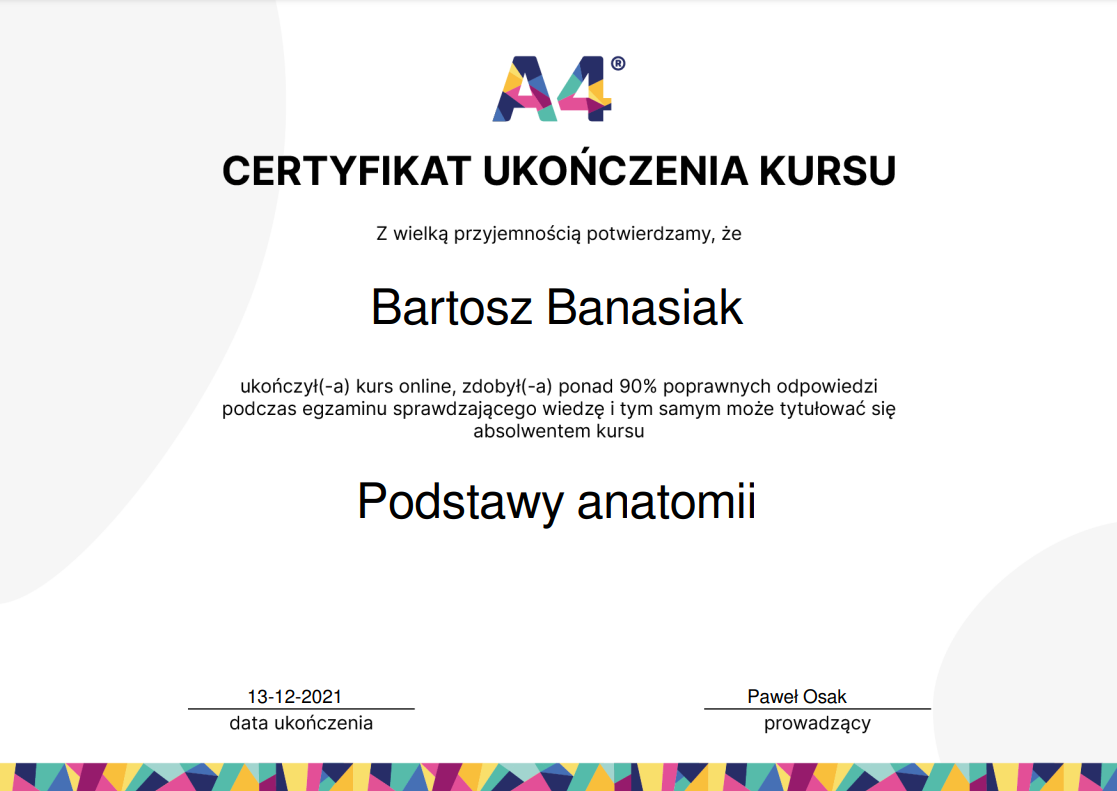 A4®
CERTYFIKAT UKOŃCZENIA KURSU
Z wielką przyjemnością potwierdzamy, że
Bartosz Banasiak
ukończył(-a) kurs online, zdobył(-a) ponad 90% poprawnych odpowiedzi
podczas egzaminu sprawdzającego wiedzę i tym samym może tytułować się
absolwentem kursu
Podstawy anatomii
13-12-2021
data ukończenia
Paweł Osak
prowadzący